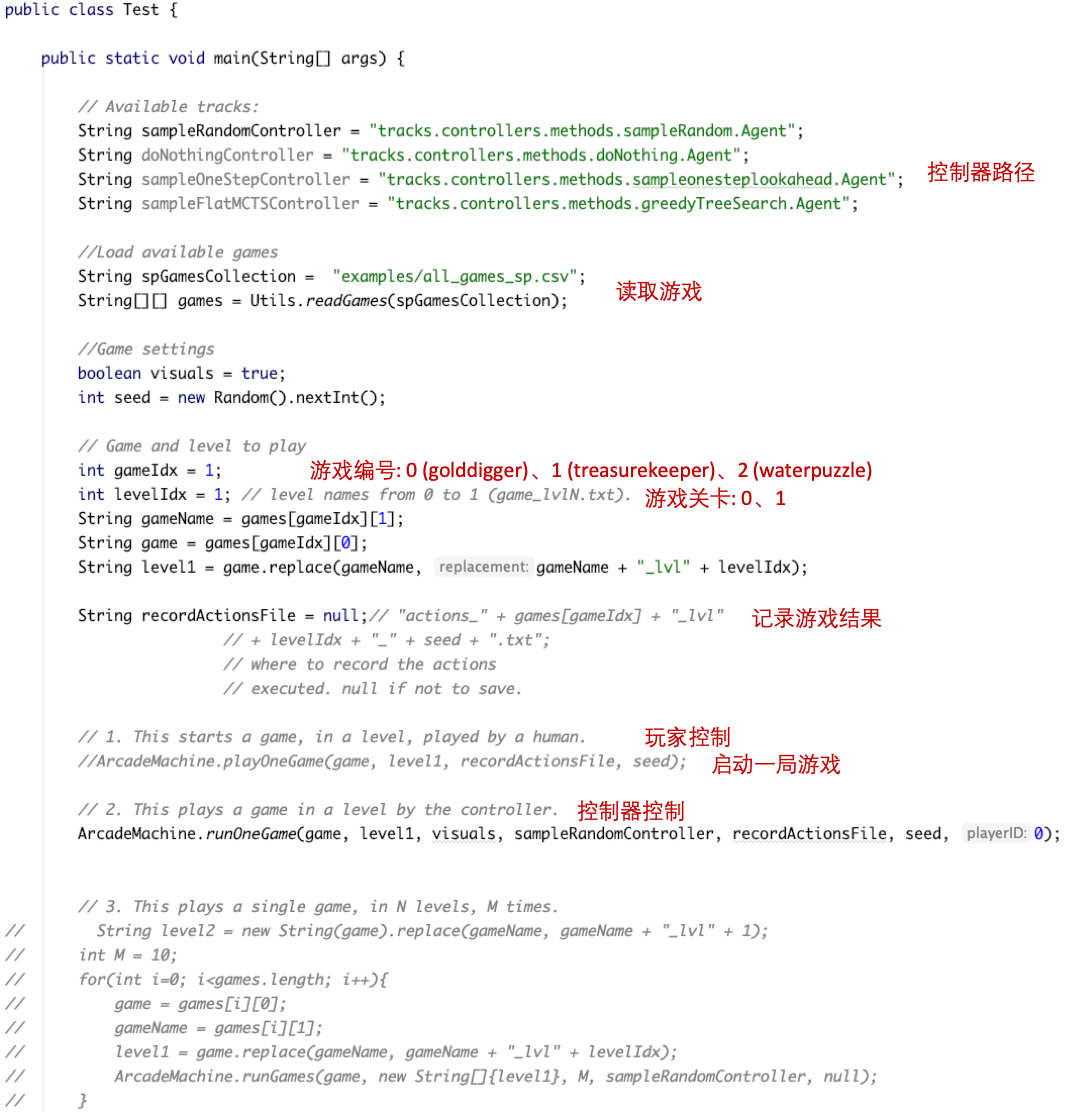 public class Test {
public static void main(String[] args) {
// Available tracks:
String sampleRandomController = "tracks.controllers.methods.sampleRandom.Agent";
String doNothingController = "tracks.controllers.methods.doNothing.Agent";
String sampleOneStepController = "tracks.controllers.methods.sampleonesteplookahead.Agent"; 控制器路径
String sampleFlatMCTSController = "tracks.controllers.methods.greedyTreeSearch.Agent";
//Load available games
String spGamesCollection =  "examples/all_games_sp.csv";
String[][] games = Utils.readGames(spGamesCollection); 读取游戏
//Game settings
boolean visuals = true;
int seed = new Random().nextInt();
// Game and level to play
int gameIdx = 1; 游戏编号: 0 (golddigger) 、1 (treasurekeeper)、2 (waterpuzzle)
int levelIdx = 1; // level names from 0 to 1 (game_lvlN.txt). 游戏关卡: 0、1
String gameName = games[gameIdx][1];
String game = games[gameIdx][0];
String level1 = game.replace(gameName, replacement: gameName + "_lvl" + levelIdx);
String recordActionsFile = null;// "actions_" + games[gameIdx] + "_lvl" 记录游戏结果
// + levelIdx + "_" + seed + ".txt";
// where to record the actions
// executed. null if not to save.
// 1. This starts a game, in a level, played by a human. 玩家控制
//ArcadeMachine.playOneGame(game, level1, recordActionsFile, seed); 启动一局游戏
// 2. This plays a game in a level by the controller. 控制器控制
ArcadeMachine.runOneGame(game, level1, visuals, sampleRandomController, recordActionsFile, seed, playerID: 0);
// 3. This plays a single game, in N levels, M times.
// String level2 = new String(game).replace(gameName, gameName + "_lvl" + 1);
// int M = 10;
// for(int i=0; i<games.length; i++){
// game = games[i][0];
// gameName = games[i][1];
// level1 = game.replace(gameName, gameName + "_lvl" + levelIdx);
// ArcadeMachine.runGames(game, new String[]{level1}, M, sampleRandomController, null);
// }